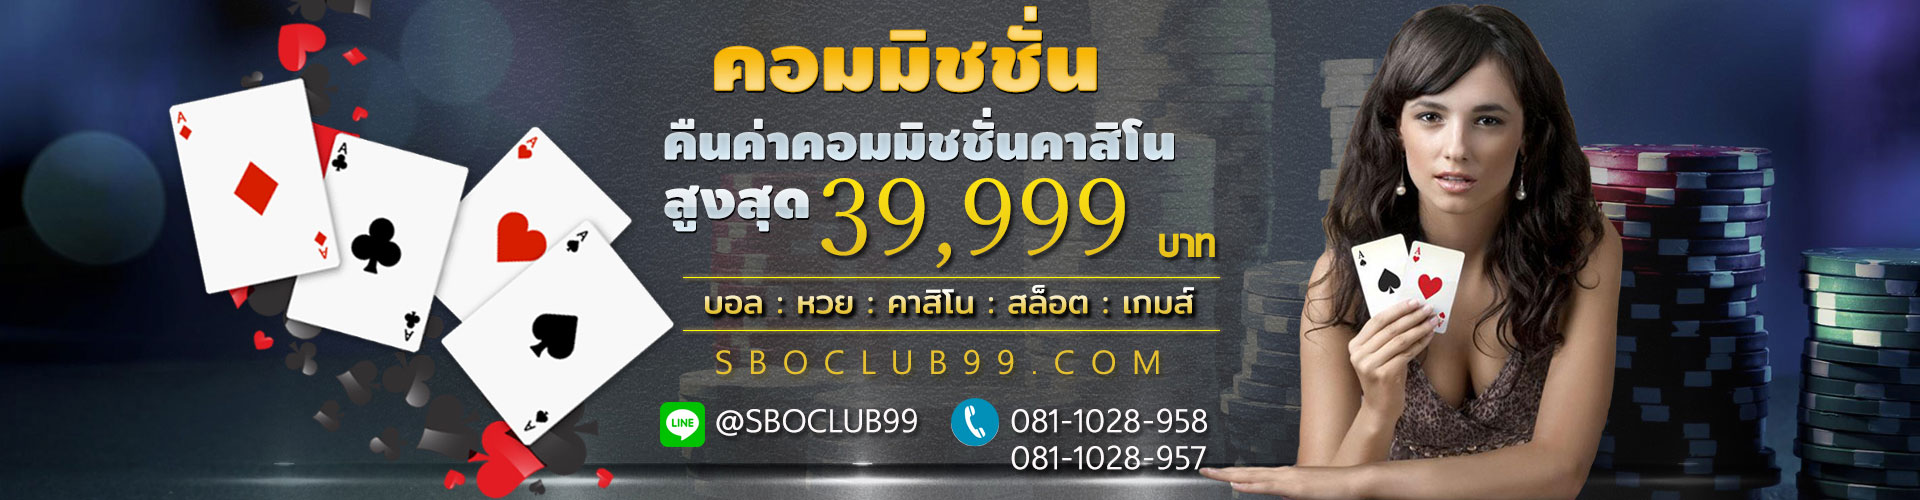 คอมมิชชั่น
คืนค่าคอมมิชชั่นคาสิโน
สูงสุด 39,999 บาท
บอล : หวย : คาสิโน : สล็อต : เกมส์
SBOCLUB99.COM
LINE @SBOCLUB99 081-1028-958
081-1028-957
A
A
A
A
A
A
A
A
A
A
A